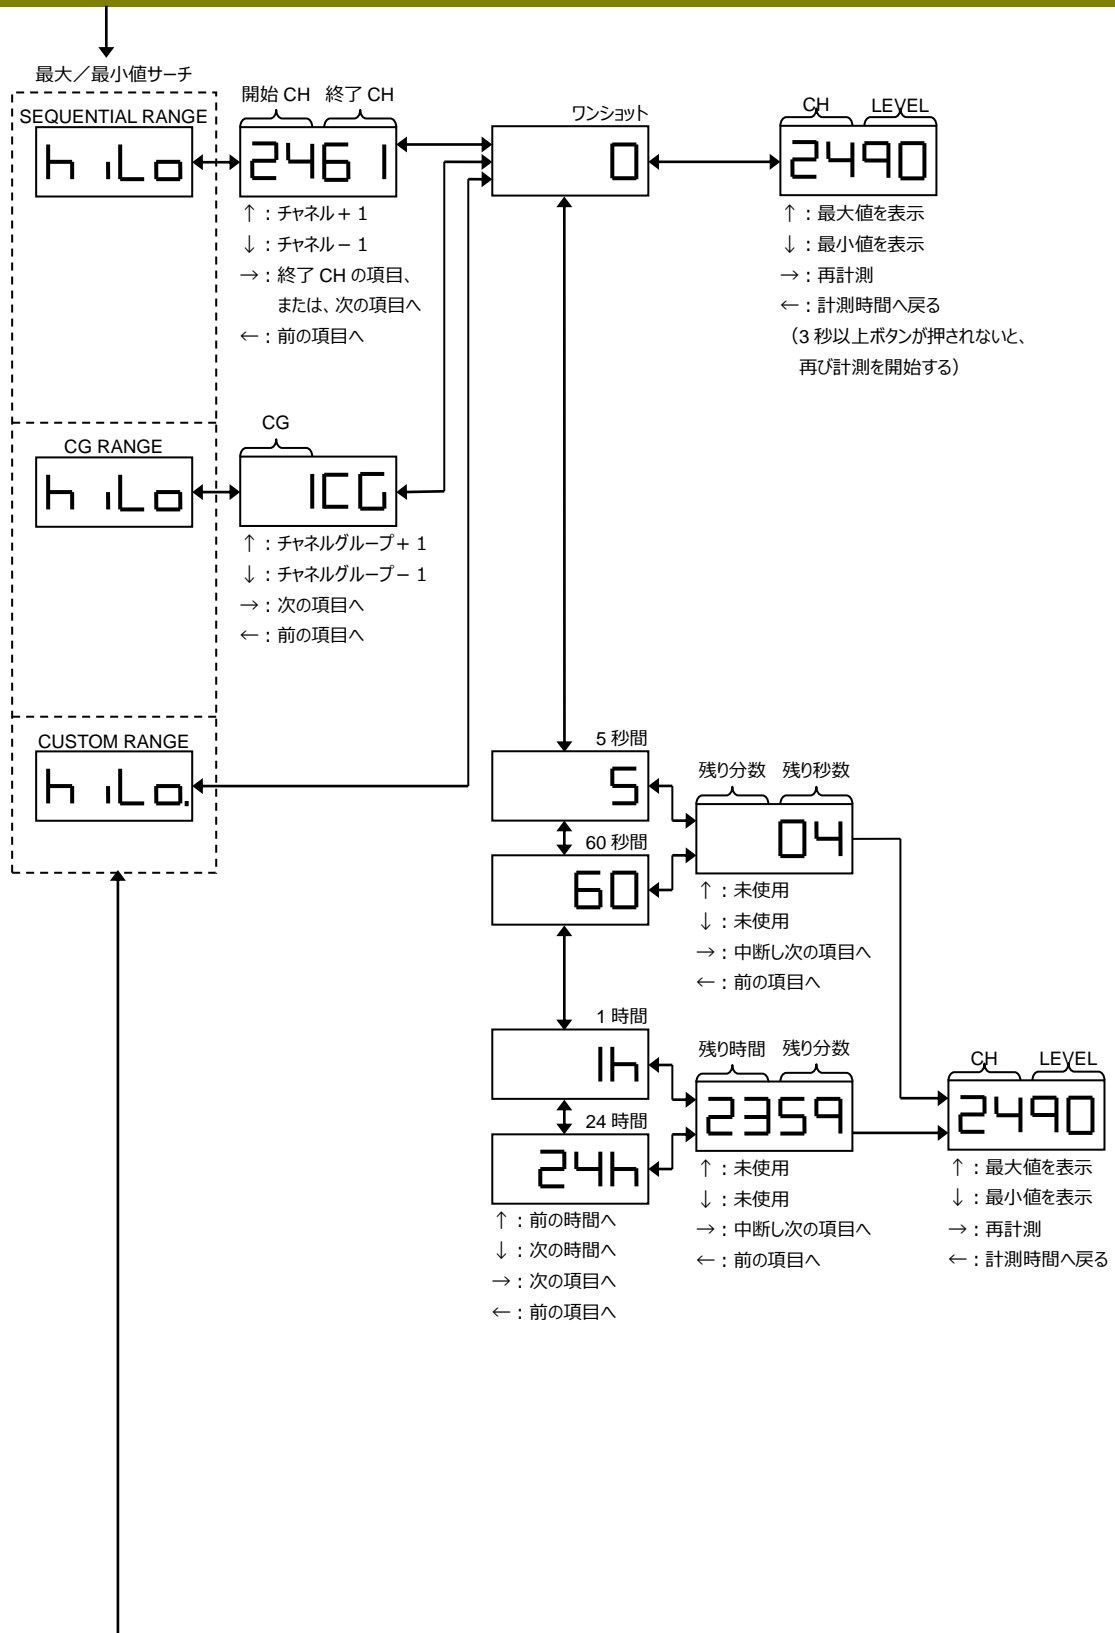 最大／最小値サーチ
SEQUENTIAL RANGE
hiLo
開始 CH 終了 CH
2461
↑：チャネル＋ 1
↓：チャネル－ 1
→：終了 CH の項目、
または、次の項目へ
←：前の項目へ
ワンショット
0
CH LEVEL
2490
↑：最大値を表示
↓：最小値を表示
→：再計測
←：計測時間へ戻る
（3 秒以上ボタンが押されないと、
再び計測を開始する）
CG RANGE
hiLo
CG
1CG
↑：チャネルグループ＋ 1
↓：チャネルグループ－ 1
→：次の項目へ
←：前の項目へ
CUSTOM RANGE
hiLo.
5 秒間
5
60 秒間
60
残り分数 残り秒数
04
↑：未使用
↓：未使用
→：中断し次の項目へ
←：前の項目へ
1 時間
1h
24 時間
24h
↑：前の時間へ
↓：次の時間へ
→：次の項目へ
←：前の項目へ
残り時間 残り分数
2359
↑：未使用
↓：未使用
→：中断し次の項目へ
←：前の項目へ
CH LEVEL
2490
↑：最大値を表示
↓：最小値を表示
→：再計測
←：計測時間へ戻る